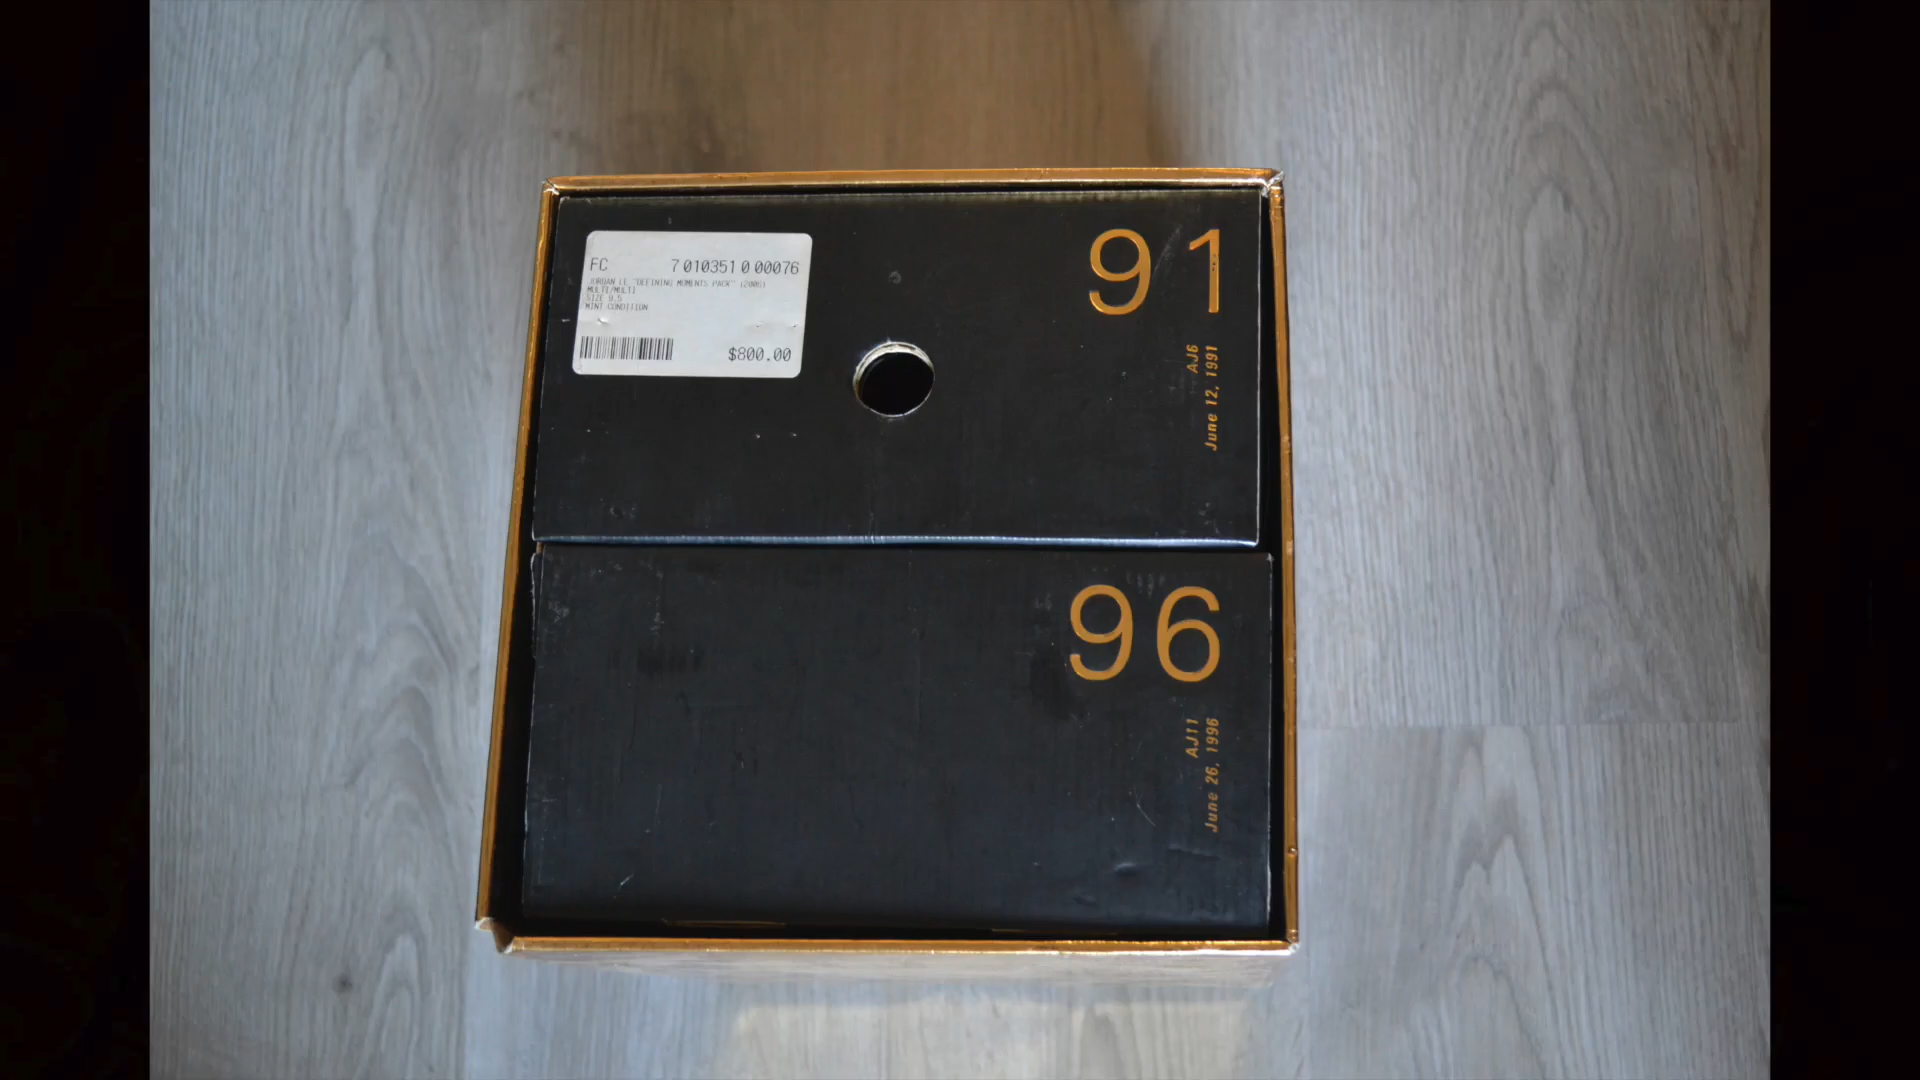 FC 7 010351 0 00076
JORDAN LE "DEFINING MOMENTS PACK" (2006)
MULTI/MULTI
SIZE 9.5
MINT CONDITION
$800.00
91
AJ6
June 12, 1991
96
AJ11
June 26, 1996